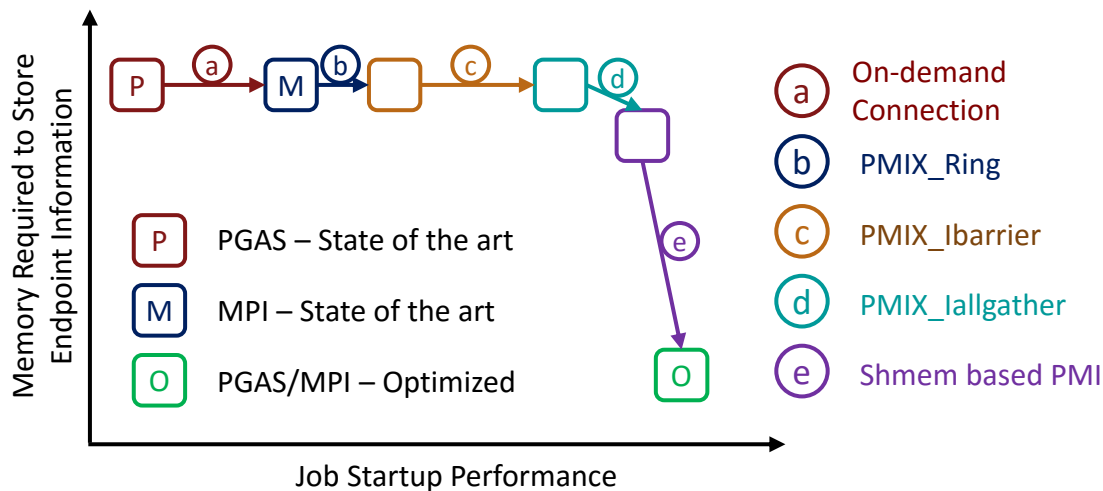 Memory Required to Store
Endpoint Information
P
a
M
b
c
d
e
O
P PGAS – State of the art
M MPI – State of the art
O PGAS/MPI – Optimized
a On-demand
Connection
b PMIX_Ring
c PMIX_Ibarrier
d PMIX_Iallgather
e Shmem based PMI
Job Startup Performance